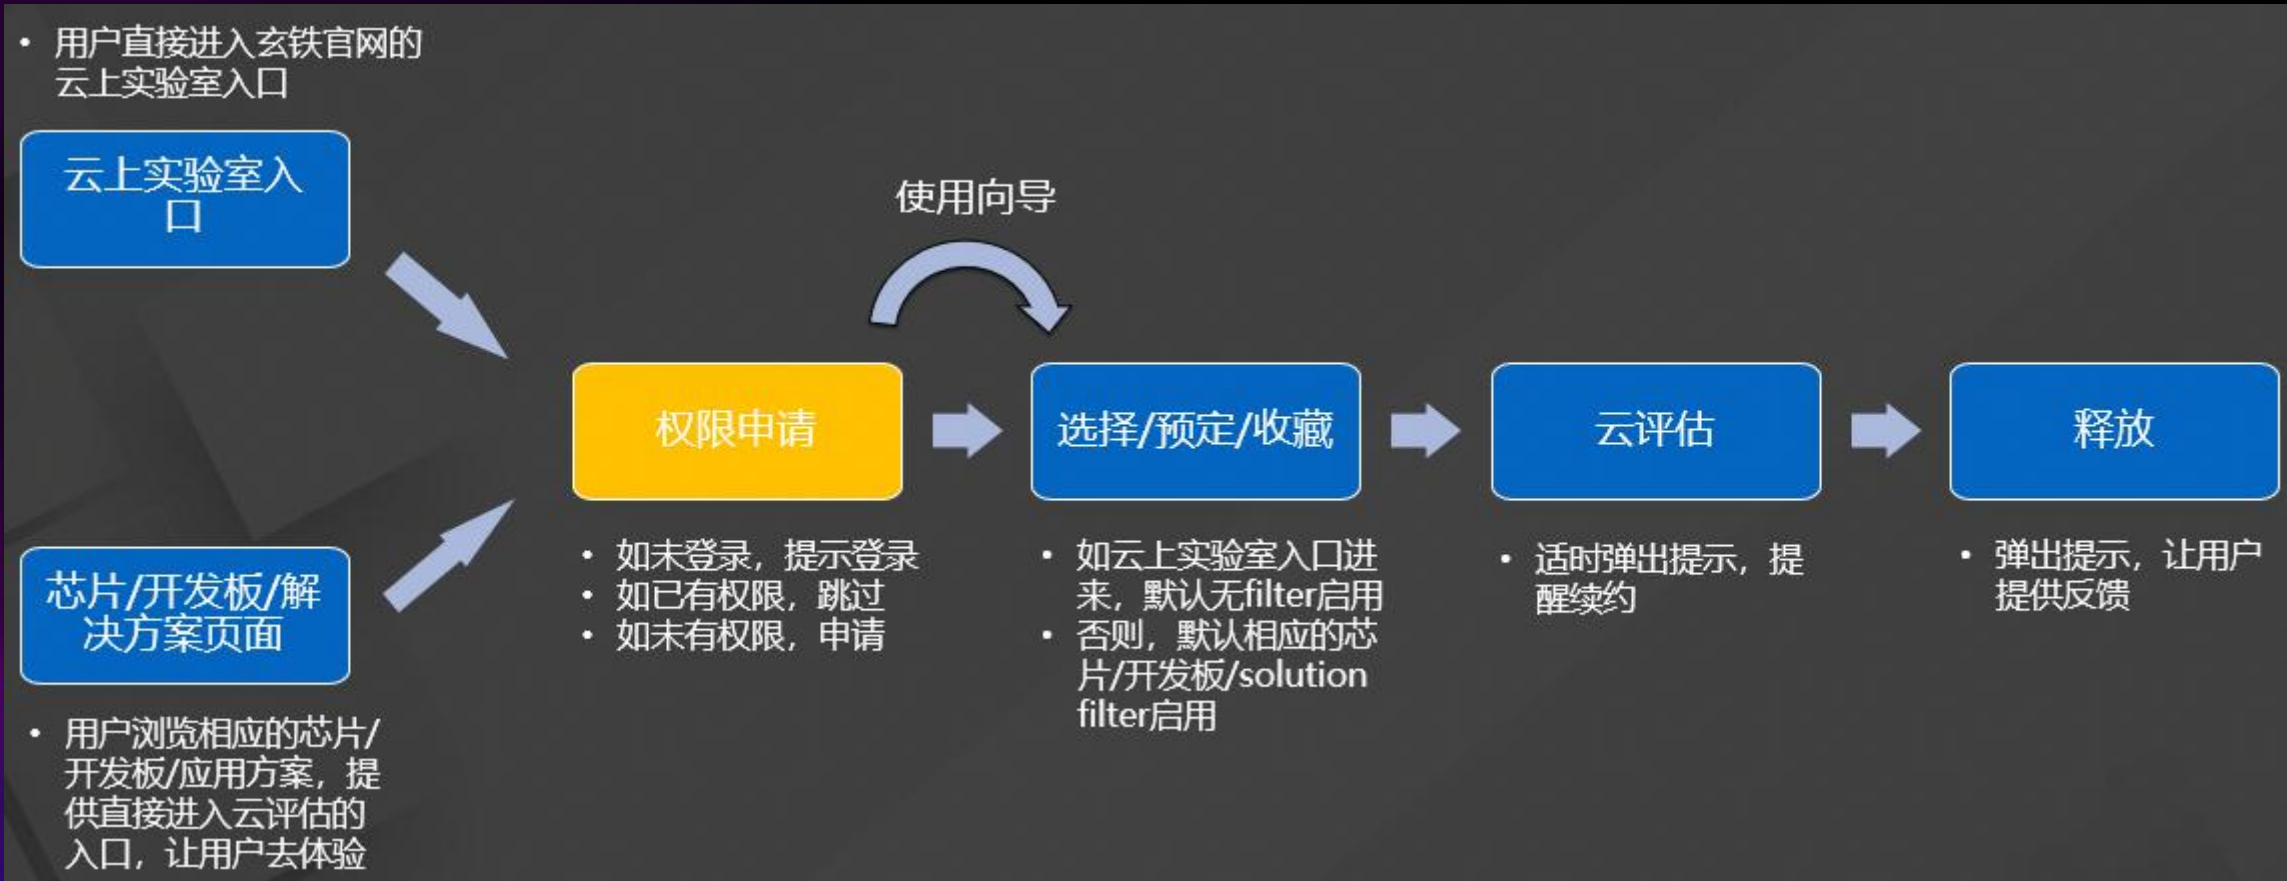 • 用户直接进入玄铁官网的
云上实验室入口
云上实验室入
口
使用向导
权限申请
选择/预定/收藏
云评估
释放
• 如未登录，提示登录
• 如已有权限，跳过
• 如未有权限，申请
• 如云上实验室入口进
来，默认无filter启用
• 否则，默认相应的芯
片/开发板/solution
filter启用
• 适时弹出提示，提
醒续约
• 弹出提示，让用户
提供反馈
芯片/开发板/解
决方案页面
• 用户浏览相应的芯片/
开发板/应用方案，提
供直接进入云评估的
入口，让用户去体验